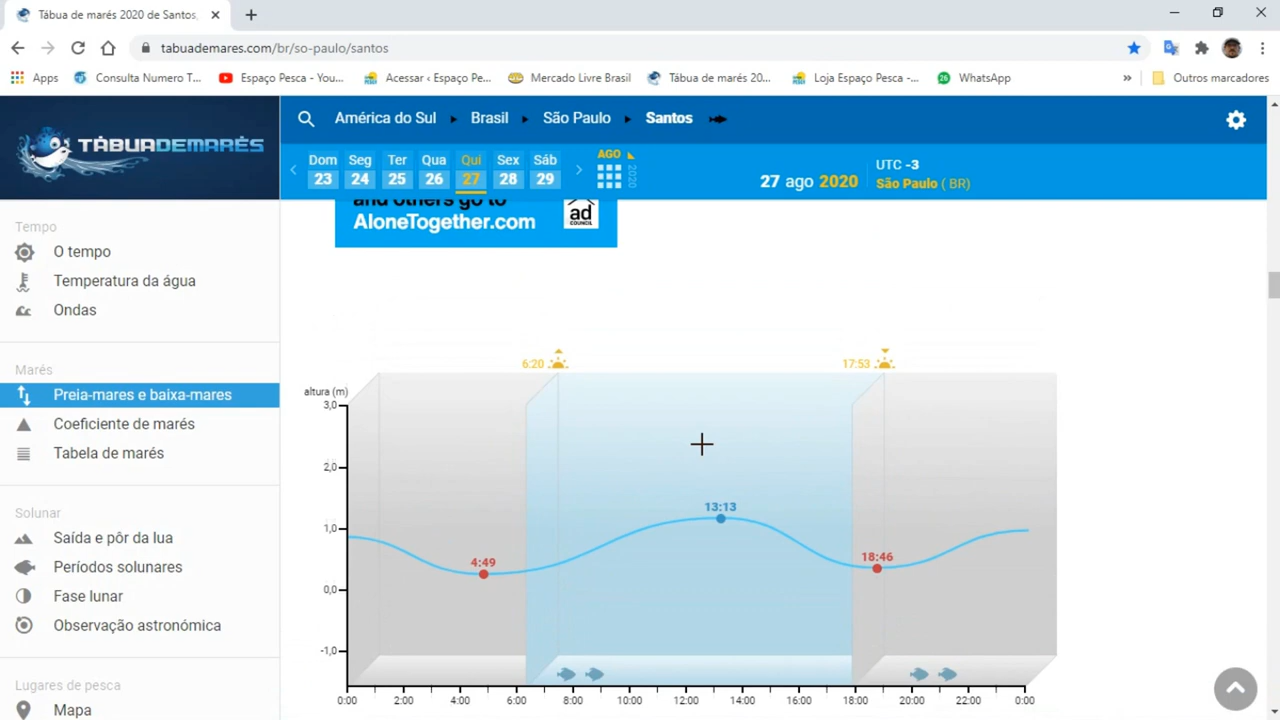 Tábua de marés 2020 de Santos,
tabuademares.com/br/so-paulo/santos
Apps Consulta Numero T... Espaço Pesca - You... Acessar ‹ Espaço Pe... Mercado Livre Brasil Tábua de marés 20... Loja Espaço Pesca -... 26 WhatsApp » Outros marcadores
TÁBUADEMARÉS
América do Sul Brasil São Paulo Santos
Dom 23
Seg 24
Ter 25
Qua 26
Qui 27
Sex 28
Sáb 29
AGO 2020
27 ago 2020
UTC -3
São Paulo ( BR)
and others go to
AloneTogether.com
ad
COUNCIL
Tempo
O tempo
Temperatura da água
Ondas
Marés
Preia-mares e baixa-mares
Coeficiente de marés
Tabela de marés
Solunar
Saída e pôr da lua
Períodos solunares
Fase lunar
Observação astronómica
Lugares de pesca
Mapa
6:20 17:53
altura (m)
3,0
2,0
1,0
0,0
-1,0
4:49
13:13
18:46
0:00 2:00 4:00 6:00 8:00 10:00 12:00 14:00 16:00 18:00 20:00 22:00 0:00